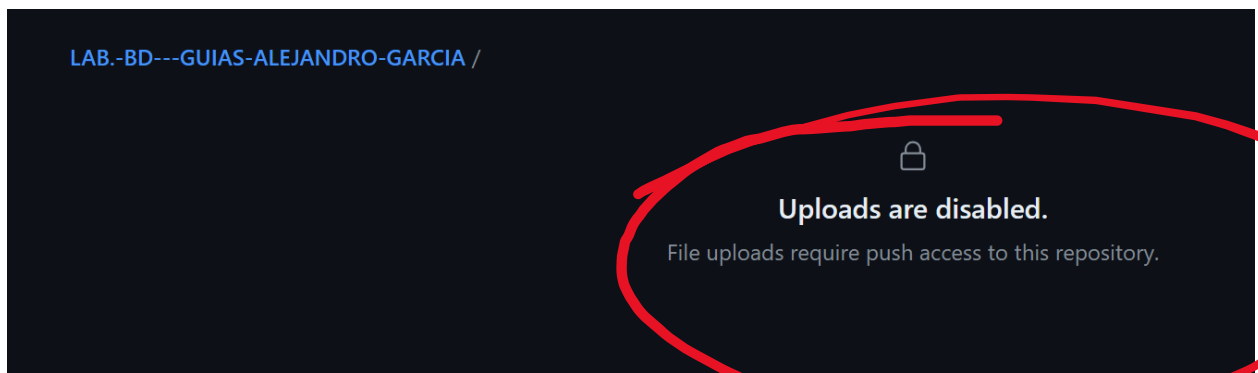 LAB.-BD---GUIAS-ALEJANDRO-GARCIA /
Uploads are disabled.
File uploads require push access to this repository.